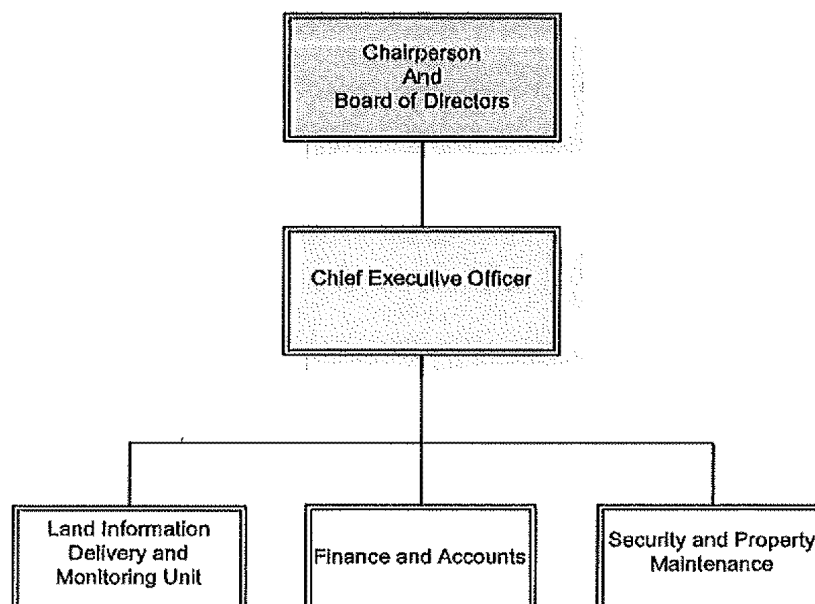 Chairperson
And
Board of Directors
Chief Executive Officer
Land Information
Delivery and
Monitoring Unit
Finance and Accounts
Security and Property
Maintenance